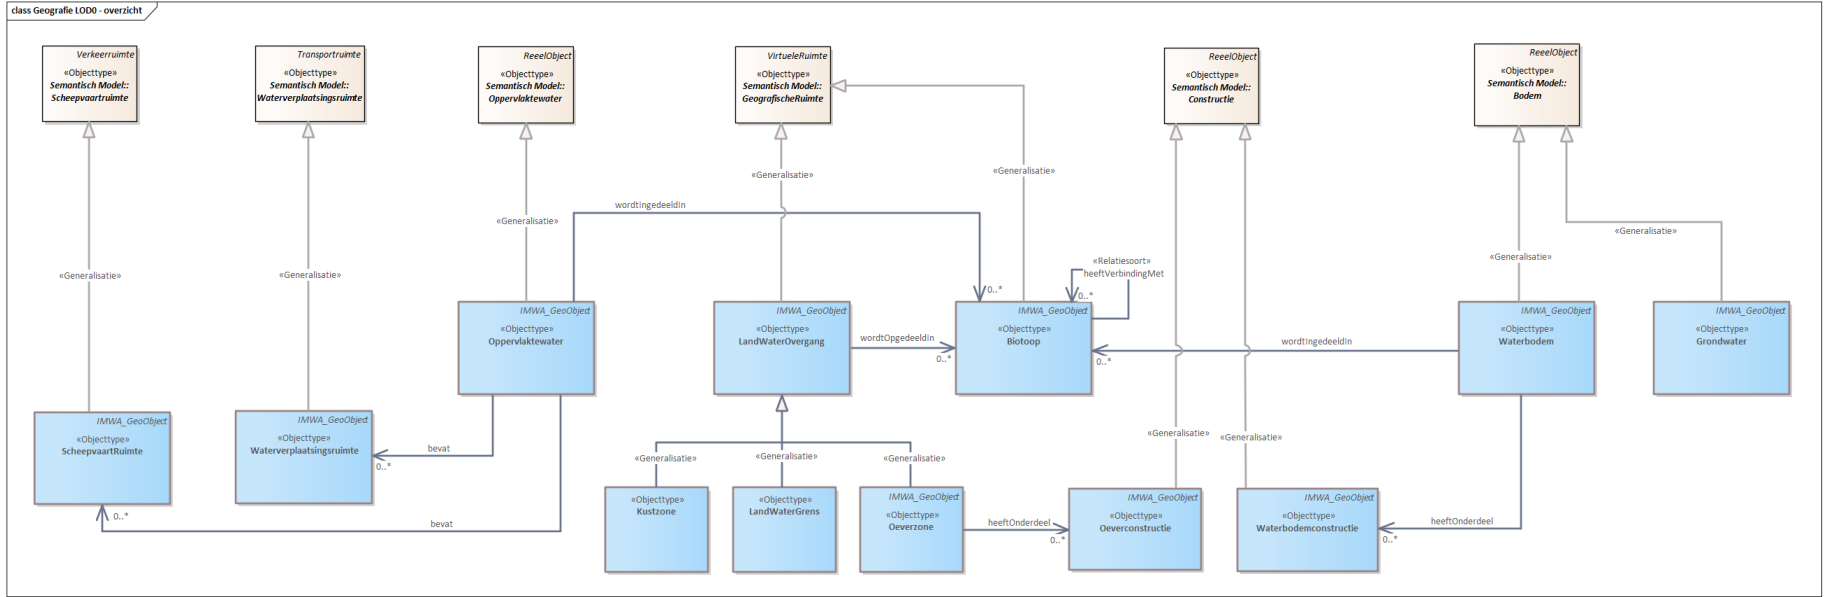 class Geografie LOD0 - overzicht
Verkeerruimte
«Objecttype»
Semantisch Model::
Scheepvaartruimte
Transportruimte
«Objecttype»
Semantisch Model::
Waterverplaatsingsruimte
ReeelObject
«Objecttype»
Semantisch Model::
Oppervlaktewater
VirtueleRuimte
«Objecttype»
Semantisch Model::
GeografischeRuimte
ReeelObject
«Objecttype»
Semantisch Model::
Constructie
ReeelObject
«Objecttype»
Semantisch Model::
Bodem
«Generalisatie»
«Generalisatie»
wordtIngedeeldIn
«Generalisatie»
«Generalisatie»
«Generalisatie»
«Relatiesoort»
heeftVerbindingMet
0..*
0..*
«Generalisatie»
«Generalisatie»
«Generalisatie»
IMWA_GeoObject
«Objecttype»
Oppervlaktewater
IMWA_GeoObject
«Objecttype»
LandWaterOvergang
wordtOpgedeeldIn
0..*
IMWA_GeoObject
«Objecttype»
Biotoop
wordtIngedeeldIn
0..*
IMWA_GeoObject
«Objecttype»
Waterbodem
IMWA_GeoObject
«Objecttype»
Grondwater
IMWA_GeoObject
«Objecttype»
ScheepvaartRuimte
IMWA_GeoObject
«Objecttype»
Waterverplaatsingsruimte
bevat
0..*
bevat
0..*
«Generalisatie»
«Generalisatie»
«Generalisatie»
«Generalisatie»
«Generalisatie»
«Objecttype»
Kustzone
«Objecttype»
LandWaterGrens
IMWA_GeoObject
«Objecttype»
Oeverzone
heeftOnderdeel
0..*
IMWA_GeoObject
«Objecttype»
Oeverconstructie
IMWA_GeoObject
«Objecttype»
Waterbodemconstructie
heeftOnderdeel
0..*